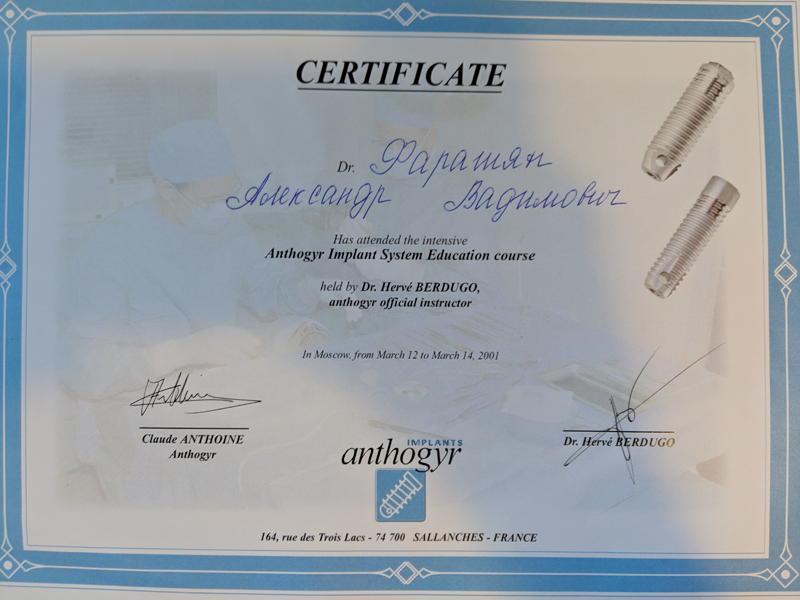 CERTIFICATE
Dr. Фарашян
Александр Вадимович
Has attended the intensive
Anthogyr Implant System Education course
held by Dr. Hervé BERDUGO,
anthogyr official instructor
In Moscow, from March 12 to March 14, 2001
Claude ANTHOINE
Anthogyr
Dr. Hervé BERDUGO
IMPLANTS
anthogyr
164, rue des Trois Lacs - 74 700 SALLANCHES - FRANCE